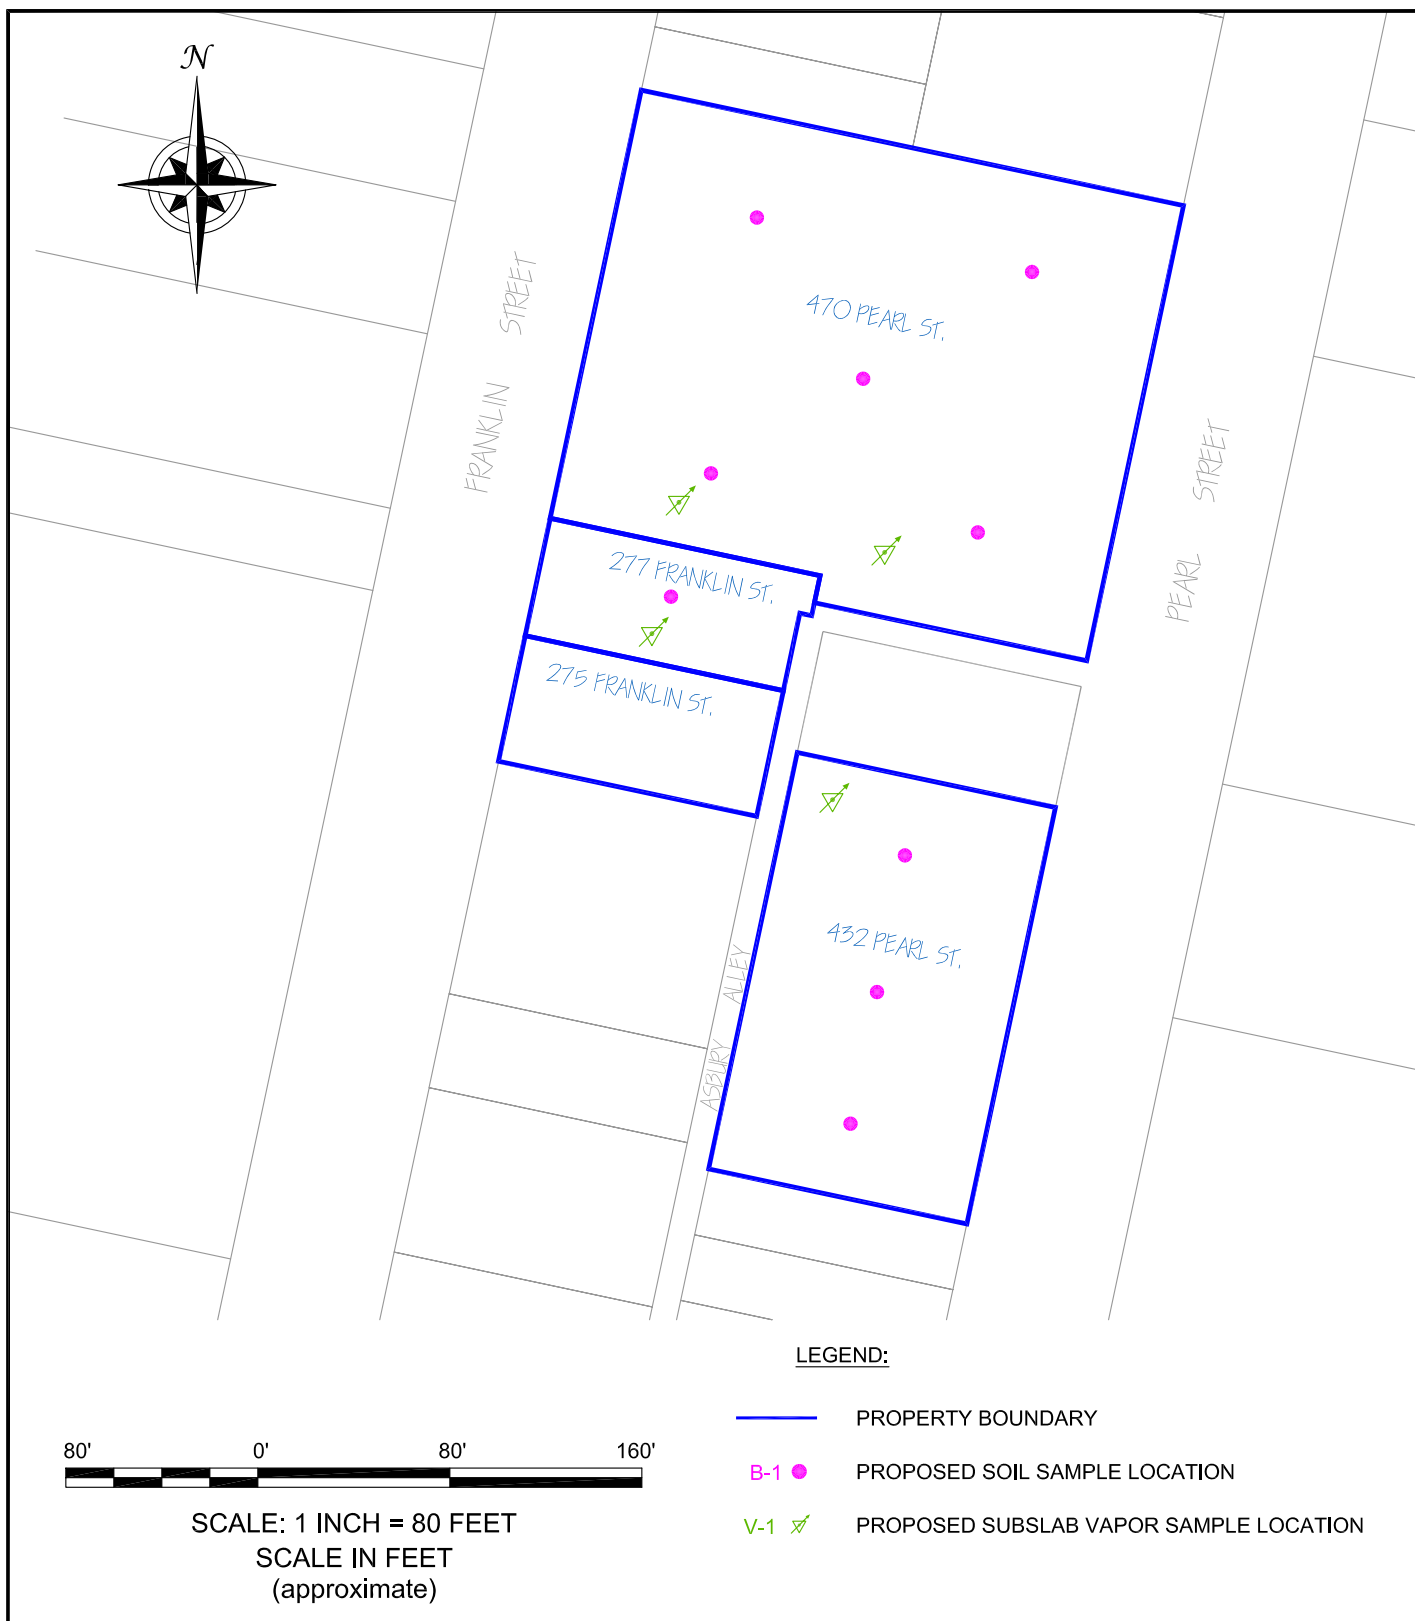 N
FRANKLIN STREET
470 PEARL ST.
PEARL STREET
277 FRANKLIN ST.
275 FRANKLIN ST.
432 PEARL ST.
ASBURY ALLEY
LEGEND:
PROPERTY BOUNDARY
B-1 PROPOSED SOIL SAMPLE LOCATION
V-1 PROPOSED SUBSLAB VAPOR SAMPLE LOCATION
80' 0' 80' 160'
SCALE: 1 INCH = 80 FEET
SCALE IN FEET
(approximate)